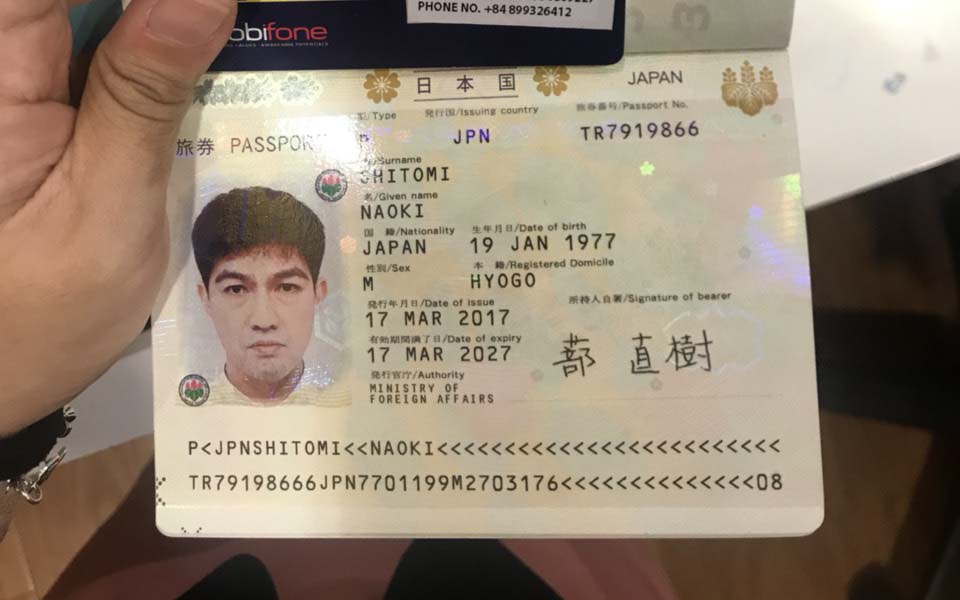 PHONE NO. +84 899326412
mobifone
日本国 JAPAN
型/Type 発行国/Issuing country 旅券番号/Passport No.
旅券 PASSPORT P JPN TR7919866
姓/Surname
SHITOMI
名/Given name
NAOKI
国籍/Nationality 生年月日/Date of birth
JAPAN 19 JAN 1977
性別/Sex 本籍/Registered Domicile
M HYOGO
発行年月日/Date of issue 所持人自署/Signature of bearer
17 MAR 2017
有効期間満了日/Date of expiry
17 MAR 2027 蔀 直樹
発行官庁/Authority
MINISTRY OF
FOREIGN AFFAIRS
P<JPNSHITOMI<<NAOKI<<<<<<<<<<<<<<<<<<<<<<<<<
TR79198666JPN7701199M2703176<<<<<<<<<<<<<<08